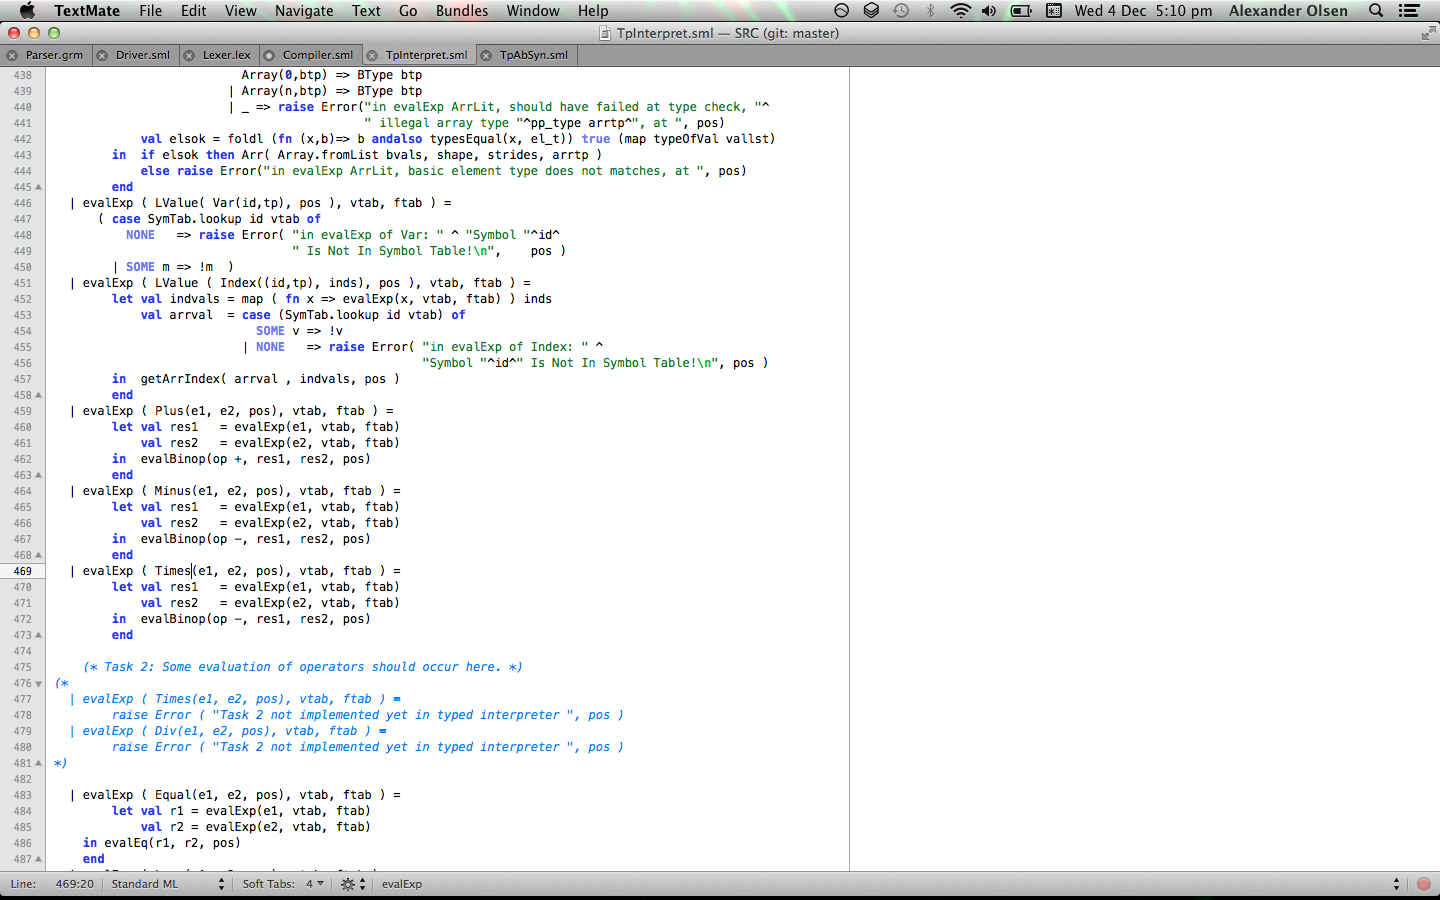 TextMate File Edit View Navigate Text Go Bundles Window Help Wed 4 Dec 5:10 pm Alexander Olsen
TpInterpret.sml — SRC (git: master)
Parser.grm Driver.sml Lexer.lex Compiler.sml TpInterpret.sml TpAbSyn.sml
438 Array(0,btp) => BType btp
439 | Array(n,btp) => BType btp
440 | _ => raise Error("in evalExp ArrLit, should have failed at type check, "^
441 " illegal array type "^pp_type arrtp^", at ", pos)
442 val elsok = foldl (fn (x,b)=> b andalso typesEqual(x, el_t)) true (map typeOfVal vallst)
443 in if elsok then Arr( Array.fromList bvals, shape, strides, arrtp )
444 else raise Error("in evalExp ArrLit, basic element type does not matches, at ", pos)
445 end
446 | evalExp ( LValue( Var(id,tp), pos ), vtab, ftab ) =
447 ( case SymTab.lookup id vtab of
448 NONE => raise Error( "in evalExp of Var: " ^ "Symbol "^id^
449 " Is Not In Symbol Table!\n", pos )
450 | SOME m => !m )
451 | evalExp ( LValue ( Index((id,tp), inds), pos ), vtab, ftab ) =
452 let val indvals = map ( fn x => evalExp(x, vtab, ftab) ) inds
453 val arrval = case (SymTab.lookup id vtab) of
454 SOME v => !v
455 | NONE => raise Error( "in evalExp of Index: " ^
456 "Symbol "^id^" Is Not In Symbol Table!\n", pos )
457 in getArrIndex( arrval , indvals, pos )
458 end
459 | evalExp ( Plus(e1, e2, pos), vtab, ftab ) =
460 let val res1 = evalExp(e1, vtab, ftab)
461 val res2 = evalExp(e2, vtab, ftab)
462 in evalBinop(op +, res1, res2, pos)
463 end
464 | evalExp ( Minus(e1, e2, pos), vtab, ftab ) =
465 let val res1 = evalExp(e1, vtab, ftab)
466 val res2 = evalExp(e2, vtab, ftab)
467 in evalBinop(op -, res1, res2, pos)
468 end
469 | evalExp ( Times(e1, e2, pos), vtab, ftab ) =
470 let val res1 = evalExp(e1, vtab, ftab)
471 val res2 = evalExp(e2, vtab, ftab)
472 in evalBinop(op -, res1, res2, pos)
473 end
474
475 (* Task 2: Some evaluation of operators should occur here. *)
476 (*
477 | evalExp ( Times(e1, e2, pos), vtab, ftab ) =
478 raise Error ( "Task 2 not implemented yet in typed interpreter ", pos )
479 | evalExp ( Div(e1, e2, pos), vtab, ftab ) =
480 raise Error ( "Task 2 not implemented yet in typed interpreter ", pos )
481 *)
482
483 | evalExp ( Equal(e1, e2, pos), vtab, ftab ) =
484 let val r1 = evalExp(e1, vtab, ftab)
485 val r2 = evalExp(e2, vtab, ftab)
486 in evalEq(r1, r2, pos)
487 end
Line: 469:20 Standard ML Soft Tabs: 4 evalExp